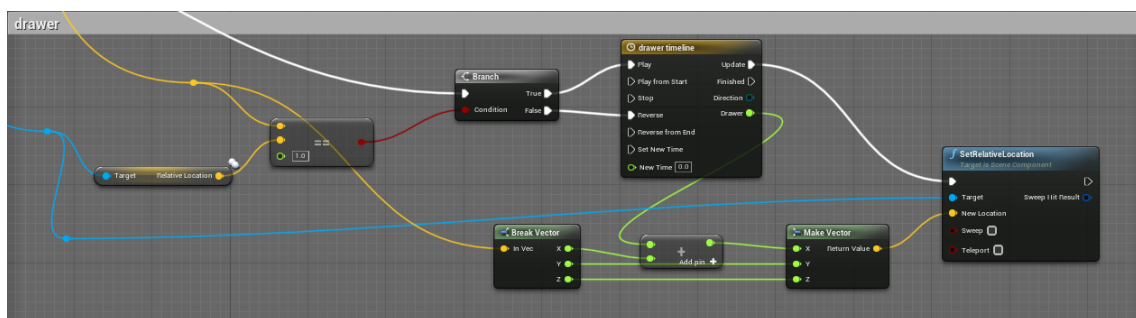 drawer
drawer timeline
Play
Update
Play from Start
Finished
Stop
Direction
Reverse
Drawer
Reverse from End
Set New Time
New Time 0.0
Branch
True
Condition
False
==
1.0
Target
Relative Location
SetRelativeLocation
Target is Scene Component
Target
Sweep Hit Result
New Location
Sweep
Teleport
Break Vector
In Vec
X
Y
Z
+
Add pin +
Make Vector
X
Return Value
Y
Z